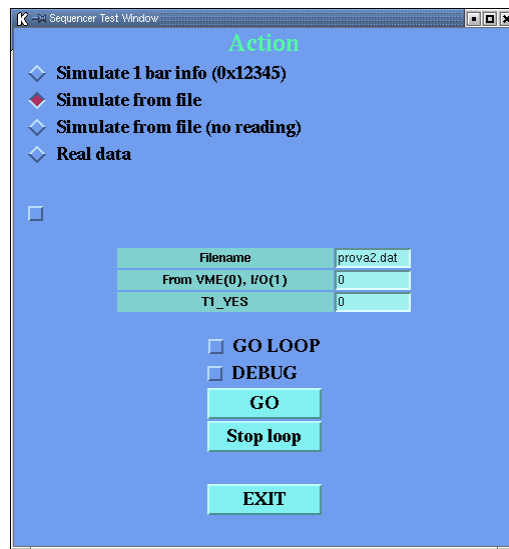 Sequencer Test Window
Action
Simulate 1 bar info (0x12345)
Simulate from file
Simulate from file (no reading)
Real data
Filename prova2.dat
From VME(0), I/O(1) 0
T1_YES 0
GO LOOP
DEBUG
GO
Stop loop
EXIT